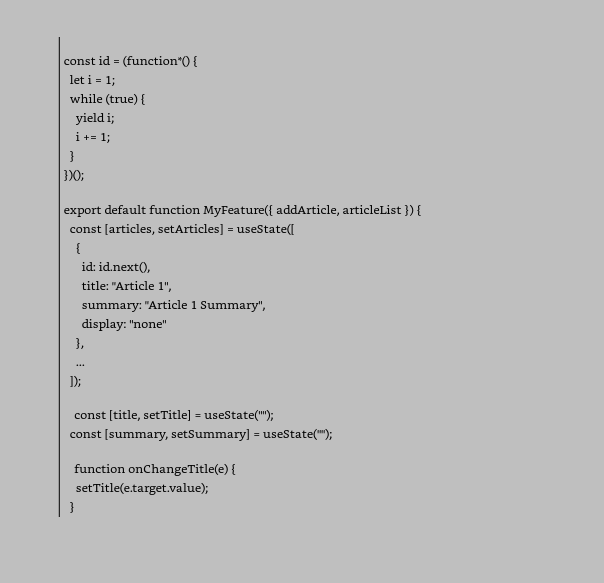 const id = (function*() {
let i = 1;
while (true) {
yield i;
i += 1;
}
})();
export default function MyFeature({ addArticle, articleList }) {
const [articles, setArticles] = useState([
{
id: id.next(),
title: "Article 1",
summary: "Article 1 Summary",
display: "none"
},
...
]);
const [title, setTitle] = useState("");
const [summary, setSummary] = useState("");
function onChangeTitle(e) {
setTitle(e.target.value);
}